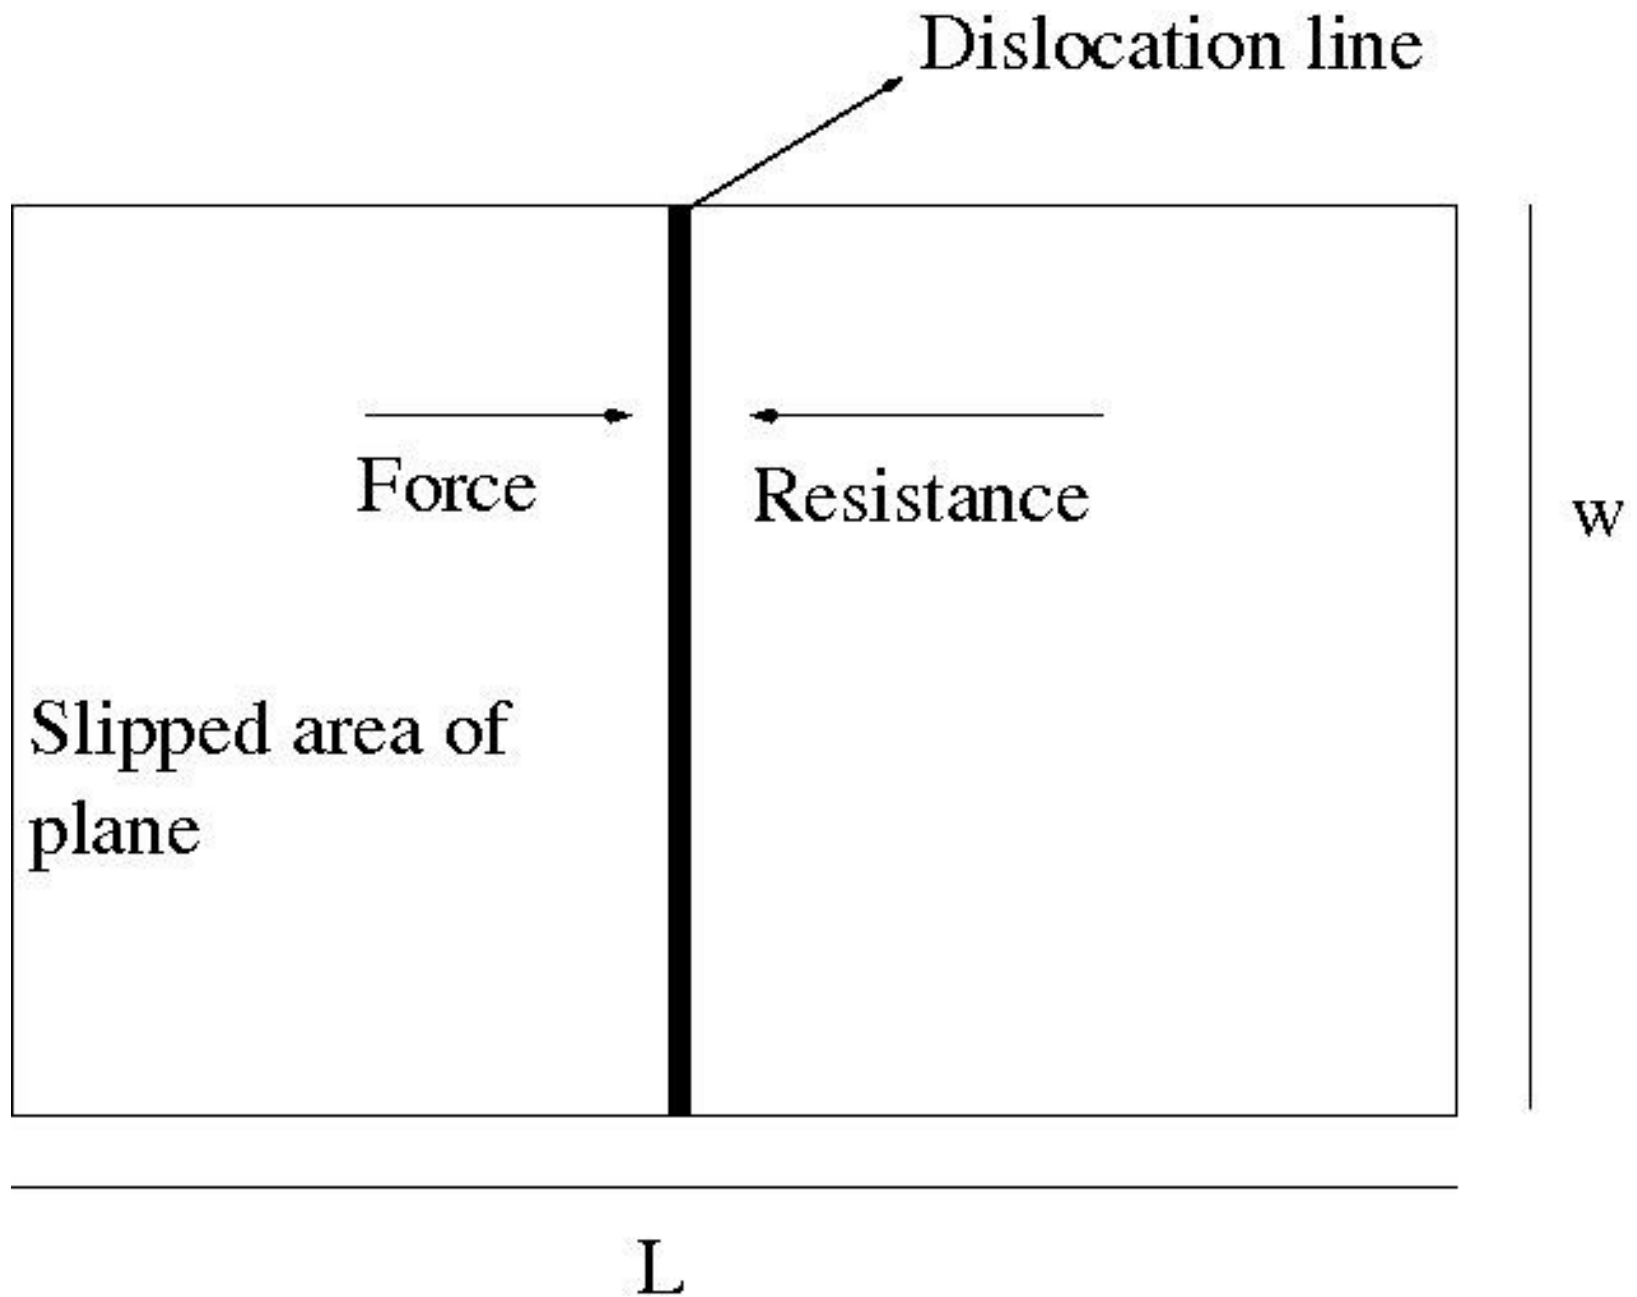 Dislocation line
Force
Resistance
w
Slipped area of
plane
L